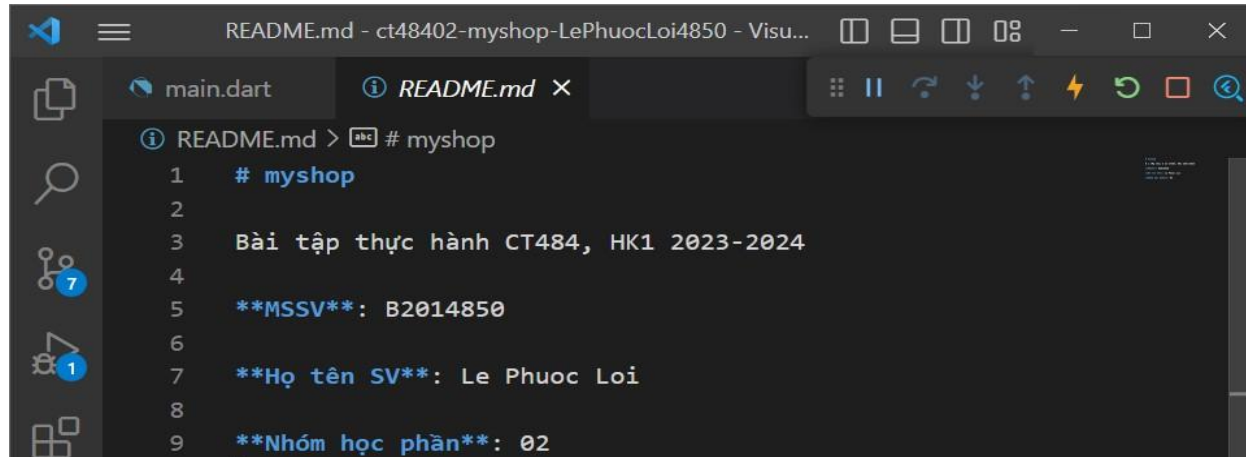 README.md - ct48402-myshop-LePhuocLoi4850 - Visu...
main.dart README.md
README.md > abc # myshop
1 # myshop
2
3 Bài tập thực hành CT484, HK1 2023-2024
4
5 **MSSV**: B2014850
6
7 **Họ tên SV**: Le Phuoc Loi
8
9 **Nhóm học phần**: 02
7
1